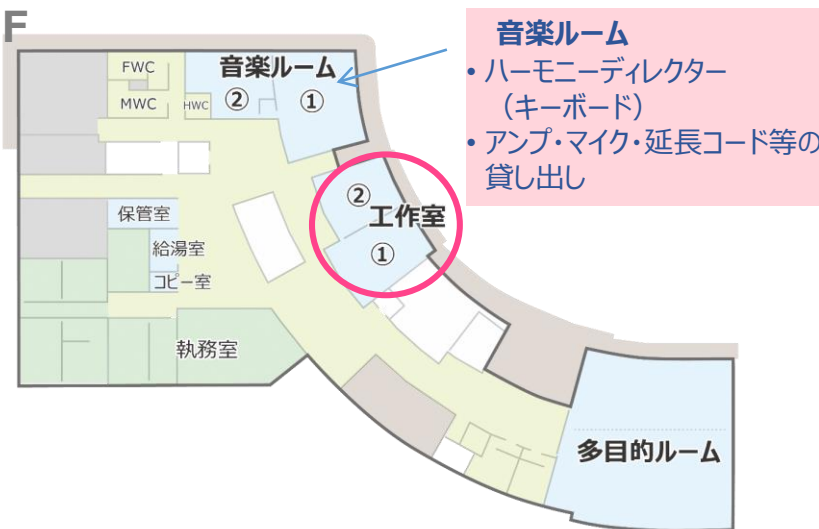 F
音楽ルーム
• ハーモニーディレクター
（キーボード）
• アンプ・マイク・延長コード等の
貸し出し
FWC
MWC
HWC
音楽ルーム
②
①
②
工作室
①
保管室
給湯室
コピー室
執務室
多目的ルーム